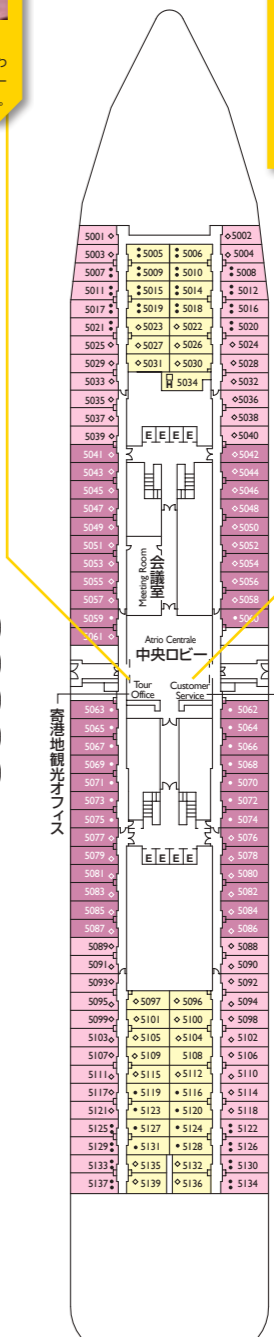 わ
ー
。
5001 ◇ ◇ 5002
5003 ◇ 5005 5006 ◇ 5004
5007 5009 5010 5008
5011 5015 5014 5012
5017 5019 5018 5016
5021 ◇ 5023 ◇ 5022 5020
5025 ◇ ◇ 5027 ◇ 5026 ◇ 5024
5029 ◇ ◇ 5031 ◇ 5030 ◇ 5028
5033 ◇ 5034 ◇ 5032
5035 ◇ ◇ 5036
5037 ◇ ◇ 5038
5039 ◇ E E E E ◇ 5040
5041 ◇ ◇ 5042
5043 ◇ ◇ 5044
5045 ◇ ◇ 5046
5047 ◇ ◇ 5048
5049 ◇ ◇ 5050
5051 ◇ ◇ 5052
5053 ◇ ◇ 5054
5055 ◇ ◇ 5056
5057 ◇ ◇ 5058
5059 • • 5060
5061 ◇
Meeting Room
会議室
Atrio Centrale
中央ロビー
Tour
Office
Customer
Service
寄港地観光オフィス
5063 • • 5062
5065 • • 5064
5067 • • 5066
5069 • • 5068
5071 • • 5070
5073 • • 5072
5075 • • 5074
5077 ◇ ◇ 5076
5079 ◇ E E E E ◇ 5078
5081 ◇ ◇ 5080
5083 ◇ ◇ 5082
5085 ◇ ◇ 5084
5087 ◇ ◇ 5086
5089 ◇ ◇ 5088
5091 ◇ ◇ 5090
5093 ◇ ◇ 5092
5095 ◇ ◇ 5097 ◇ 5096 ◇ 5094
5099 ◇ ◇ 5101 ◇ 5100 ◇ 5098
5103 ◇ ◇ 5105 ◇ 5104 ◇ 5102
5107 ◇ ◇ 5109 5108 ◇ 5106
5111 ◇ ◇ 5115 ◇ 5112 ◇ 5110
5117 ◇ • 5119 • 5116 ◇ 5114
5121 ◇ • 5123 • 5120 ◇ 5118
5125 • 5127 • 5124 5122
5129 • 5131 • 5128 5126
5133 ◇ 5135 ◇ 5132 5130
5137 ◇ 5139 ◇ 5136 5134